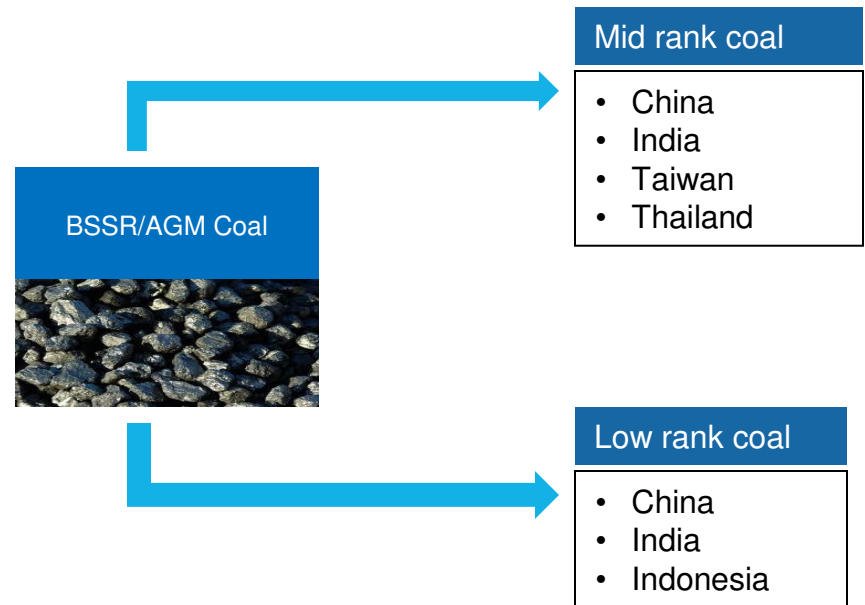 Mid rank coal
• China
• India
• Taiwan
• Thailand
BSSR/AGM Coal
Low rank coal
• China
• India
• Indonesia